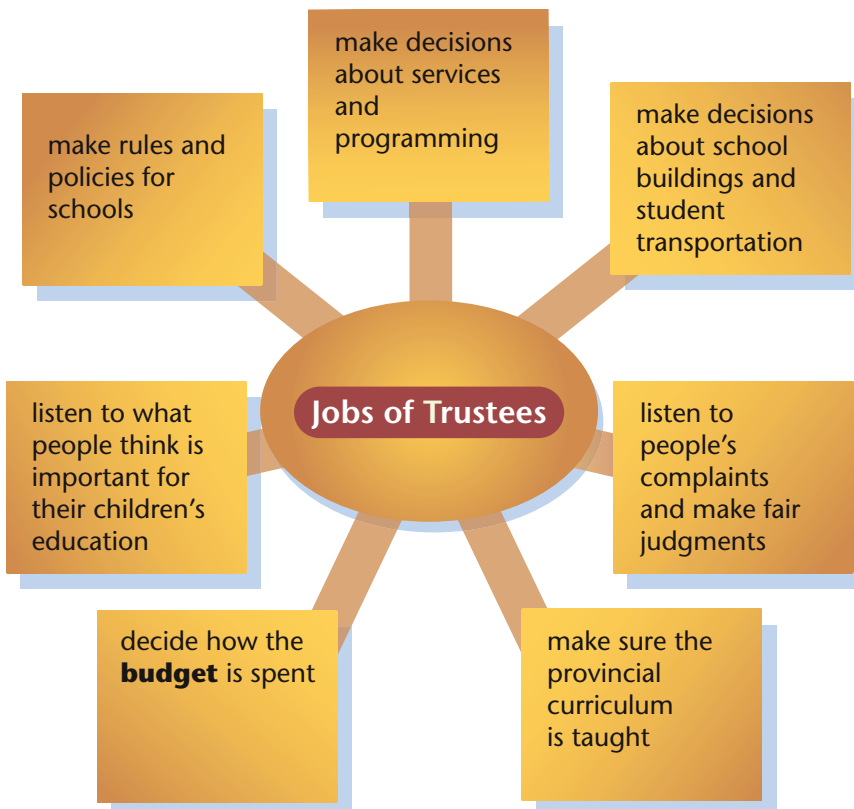 make decisions
about services
and
programming
make rules and
policies for
schools
make decisions
about school
buildings and
student
transportation
Jobs of Trustees
listen to what
people think is
important for
their children's
education
listen to
people's
complaints
and make fair
judgments
decide how the
budget is spent
make sure the
provincial
curriculum
is taught